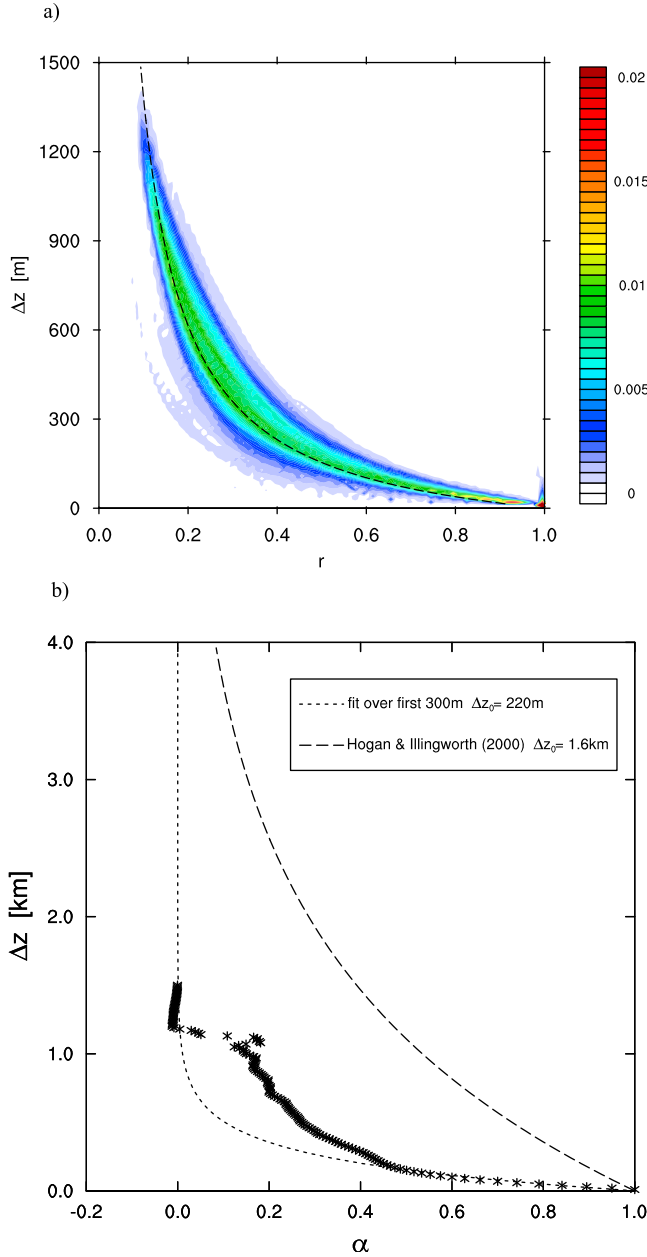 a)
1500
1200
900
600
300
0
Δz [m]
0.0 0.2 0.4 0.6 0.8 1.0
r
0.02
0.015
0.01
0.005
0
b)
4.0
3.0
2.0
1.0
0.0
Δz [km]
fit over first 300m Δz₀= 220m
Hogan & Illingworth (2000) Δz₀= 1.6km
-0.2 0.0 0.2 0.4 0.6 0.8 1.0
α